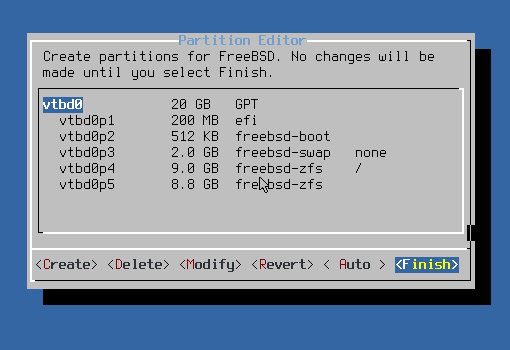 Partition Editor
Create partitions for FreeBSD. No changes will be
made until you select Finish.
vtbd0 20 GB GPT
vtbd0p1 200 MB efi
vtbd0p2 512 KB freebsd-boot
vtbd0p3 2.0 GB freebsd-swap none
vtbd0p4 9.0 GB freebsd-zfs /
vtbd0p5 8.8 GB freebsd-zfs
<Create> <Delete> <Modify> <Revert> < Auto > <Finish>